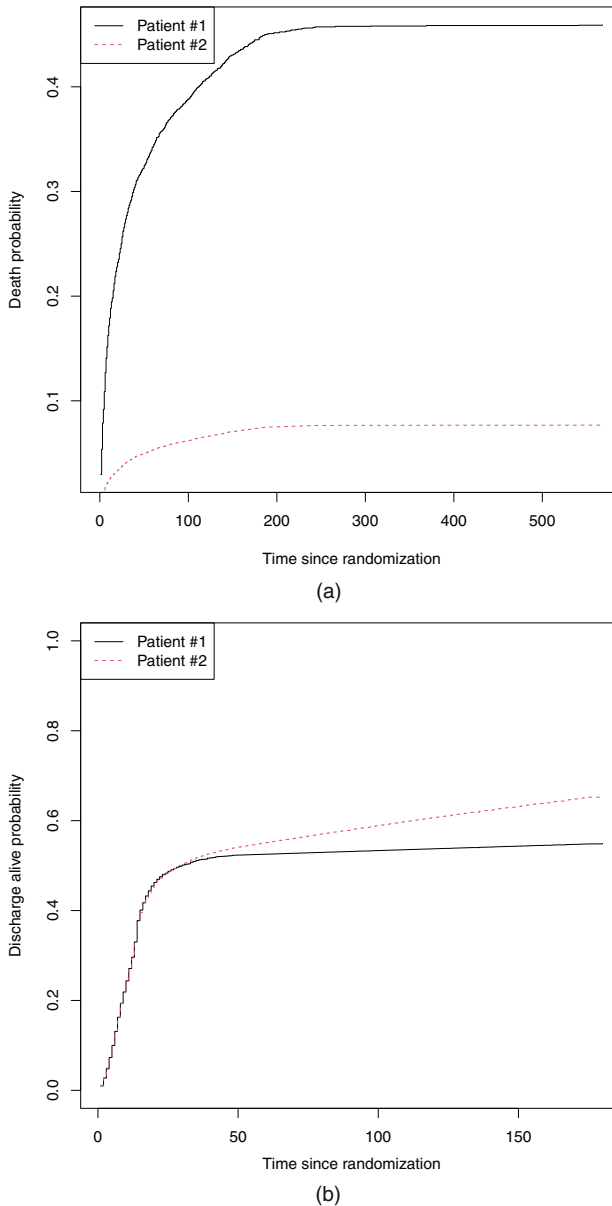 Patient #1
Patient #2
Death probability
0.4
0.3
0.2
0.1
0 100 200 300 400 500
Time since randomization
(a)
Patient #1
Patient #2
Discharge alive probability
1.0
0.8
0.6
0.4
0.2
0.0
0 50 100 150
Time since randomization
(b)